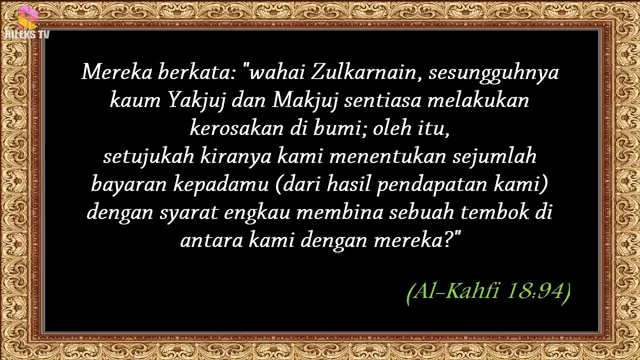 RILEKS TV
Mereka berkata: "wahai Zulkarnain, sesungguhnya
kaum Yakjuj dan Makjuj sentiasa melakukan
kerosakan di bumi; oleh itu,
setujukah kiranya kami menentukan sejumlah
bayaran kepadamu (dari hasil pendapatan kami)
dengan syarat engkau membina sebuah tembok di
antara kami dengan mereka?"
(Al-Kahfi 18:94)